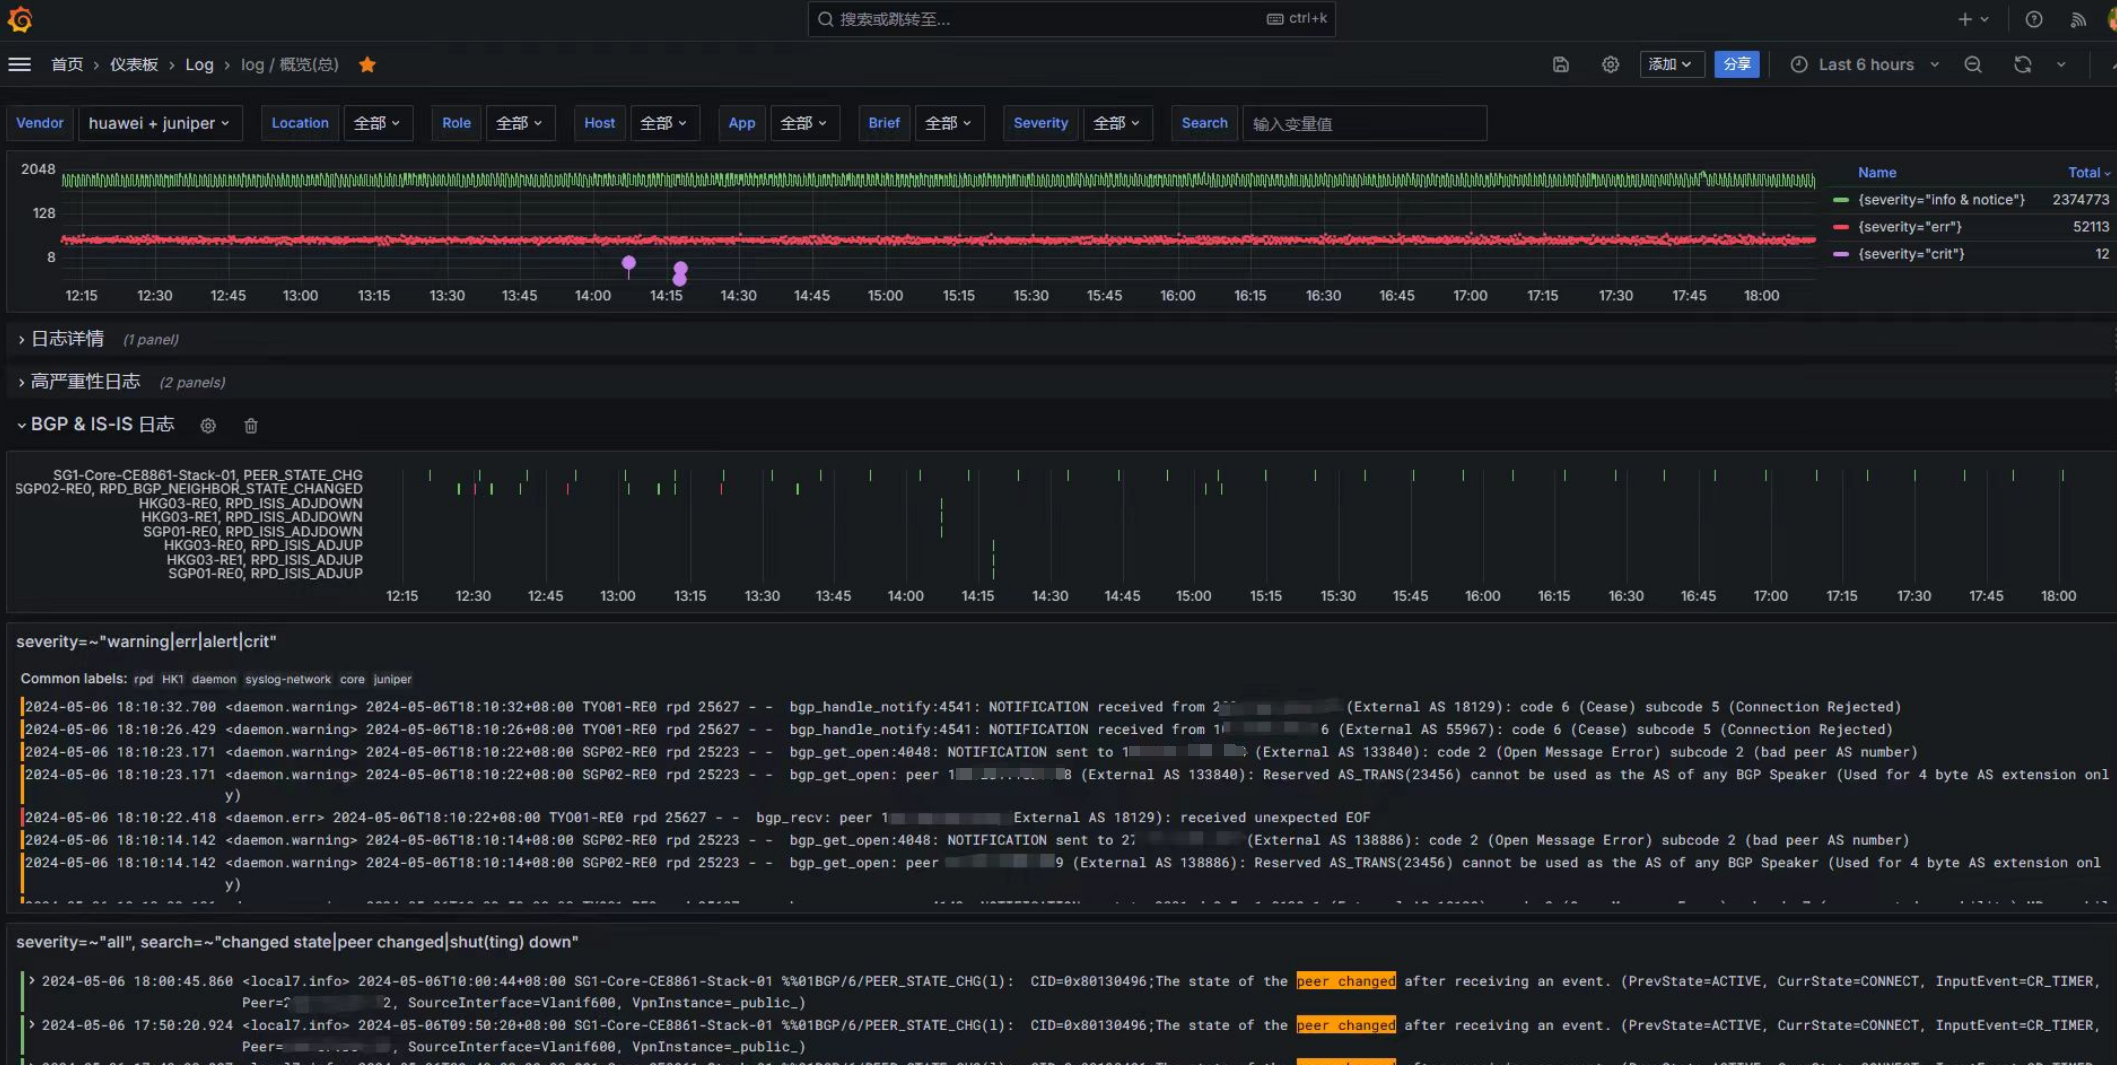 搜索或跳转至... ctrl+k
首页 › 仪表板 › Log › log / 概览(总) 添加 分享 Last 6 hours
Vendor huawei + juniper Location 全部 Role 全部 Host 全部 App 全部 Brief 全部 Severity 全部 Search 输入变量值
2048
128
8
12:15 12:30 12:45 13:00 13:15 13:30 13:45 14:00 14:15 14:30 14:45 15:00 15:15 15:30 15:45 16:00 16:15 16:30 16:45 17:00 17:15 17:30 17:45 18:00
Name Total
{severity="info & notice"} 2374773
{severity="err"} 52113
{severity="crit"} 12
日志详情 (1 panel)
高严重性日志 (2 panels)
BGP & IS-IS 日志
SG1-Core-CE8861-Stack-01, PEER_STATE_CHG
SGP02-RE0, RPD_BGP_NEIGHBOR_STATE_CHANGED
HKG03-RE0, RPD_ISIS_ADJDOWN
HKG03-RE1, RPD_ISIS_ADJDOWN
SGP01-RE0, RPD_ISIS_ADJDOWN
HKG03-RE0, RPD_ISIS_ADJUP
HKG03-RE1, RPD_ISIS_ADJUP
SGP01-RE0, RPD_ISIS_ADJUP
12:15 12:30 12:45 13:00 13:15 13:30 13:45 14:00 14:15 14:30 14:45 15:00 15:15 15:30 15:45 16:00 16:15 16:30 16:45 17:00 17:15 17:30 17:45 18:00
severity=~"warning|err|alert|crit"
Common labels: rpd HK1 daemon syslog-network core juniper
2024-05-06 18:10:32.700 <daemon.warning> 2024-05-06T18:10:32+08:00 TYO01-RE0 rpd 25627 - - bgp_handle_notify:4541: NOTIFICATION received from (External AS 18129): code 6 (Cease) subcode 5 (Connection Rejected)
2024-05-06 18:10:26.429 <daemon.warning> 2024-05-06T18:10:26+08:00 TYO01-RE0 rpd 25627 - - bgp_handle_notify:4541: NOTIFICATION received from (External AS 55967): code 6 (Cease) subcode 5 (Connection Rejected)
2024-05-06 18:10:23.171 <daemon.warning> 2024-05-06T18:10:22+08:00 SGP02-RE0 rpd 25223 - - bgp_get_open:4048: NOTIFICATION sent to (External AS 133840): code 2 (Open Message Error) subcode 2 (bad peer AS number)
2024-05-06 18:10:23.171 <daemon.warning> 2024-05-06T18:10:22+08:00 SGP02-RE0 rpd 25223 - - bgp_get_open: peer (External AS 133840): Reserved AS_TRANS(23456) cannot be used as the AS of any BGP Speaker (Used for 4 byte AS extension onl
y)
2024-05-06 18:10:22.418 <daemon.err> 2024-05-06T18:10:22+08:00 TYO01-RE0 rpd 25627 - - bgp_recv: peer External AS 18129): received unexpected EOF
2024-05-06 18:10:14.142 <daemon.warning> 2024-05-06T18:10:14+08:00 SGP02-RE0 rpd 25223 - - bgp_get_open:4048: NOTIFICATION sent to (External AS 138886): code 2 (Open Message Error) subcode 2 (bad peer AS number)
2024-05-06 18:10:14.142 <daemon.warning> 2024-05-06T18:10:14+08:00 SGP02-RE0 rpd 25223 - - bgp_get_open: peer (External AS 138886): Reserved AS_TRANS(23456) cannot be used as the AS of any BGP Speaker (Used for 4 byte AS extension onl
y)
severity=~"all", search=~"changed state|peer changed|shut(ting) down"
2024-05-06 18:00:45.860 <local7.info> 2024-05-06T10:00:44+08:00 SG1-Core-CE8861-Stack-01 %%01BGP/6/PEER_STATE_CHG(l): CID=0x80130496;The state of the peer changed after receiving an event. (PrevState=ACTIVE, CurrState=CONNECT, InputEvent=CR_TIMER,
Peer= SourceInterface=Vlanif600, VpnInstance=_public_)
2024-05-06 17:50:20.924 <local7.info> 2024-05-06T09:50:20+08:00 SG1-Core-CE8861-Stack-01 %%01BGP/6/PEER_STATE_CHG(l): CID=0x80130496;The state of the peer changed after receiving an event. (PrevState=ACTIVE, CurrState=CONNECT, InputEvent=CR_TIMER,
Peer= , SourceInterface=Vlanif600, VpnInstance=_public_)